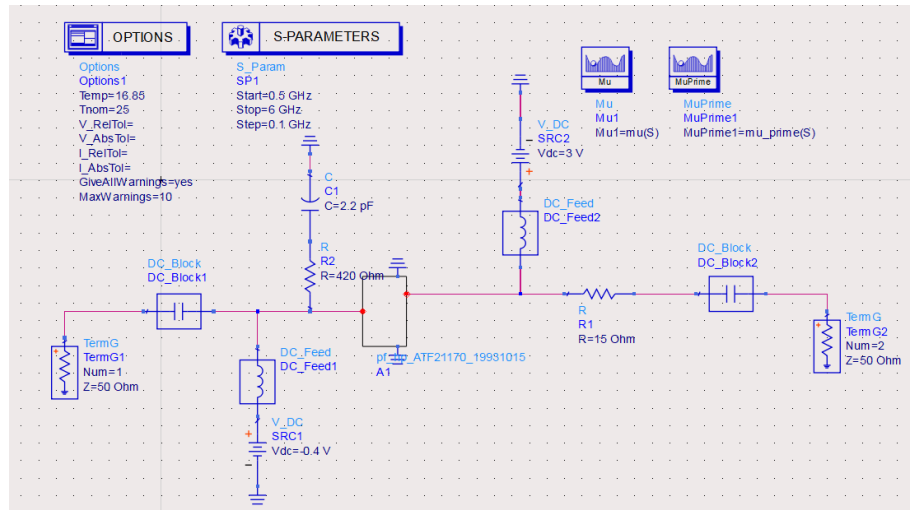 OPTIONS
Options
Options1
Temp=16.85
Tnom=25
V_RelTol=
V_AbsTol=
I_RelTol=
I_AbsTol=
GiveAllWarnings=yes
MaxWarnings=10
S-PARAMETERS
S_Param
SP1
Start=0.5 GHz
Stop=6 GHz
Step=0.1 GHz
Mu
Mu
Mu1
Mu1=mu(S)
MuPrime
MuPrime
MuPrime1
MuPrime1=mu_prime(S)
V_DC
SRC2
Vdc=3 V
C
C1
C=2.2 pF
DC_Feed
DC_Feed2
R
R2
R=420 Ohm
DC_Block
DC_Block1
DC_Block
DC_Block2
TermG
TermG1
Num=1
Z=50 Ohm
DC_Feed
DC_Feed1
A1
R
R1
R=15 Ohm
TermG
TermG2
Num=2
Z=50 Ohm
V_DC
SRC1
Vdc=-0.4 V